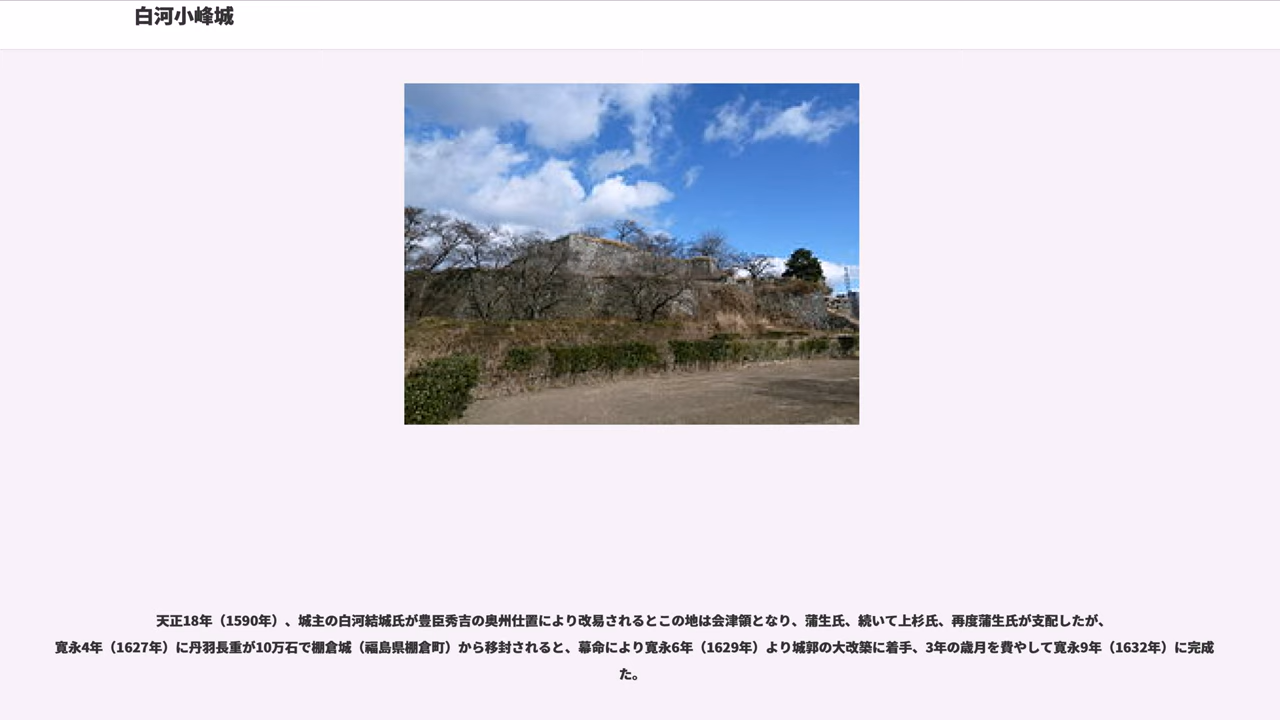 白河小峰城
天正18年（1590年）、城主の白河結城氏が豊臣秀吉の奥州仕置により改易されるとこの地は会津領となり、蒲生氏、続いて上杉氏、再度蒲生氏が支配したが、
寛永4年（1627年）に丹羽長重が10万石で棚倉城（福島県棚倉町）から移封されると、幕命により寛永6年（1629年）より城郭の大改築に着手、3年の歳月を費やして寛永9年（1632年）に完成
た。